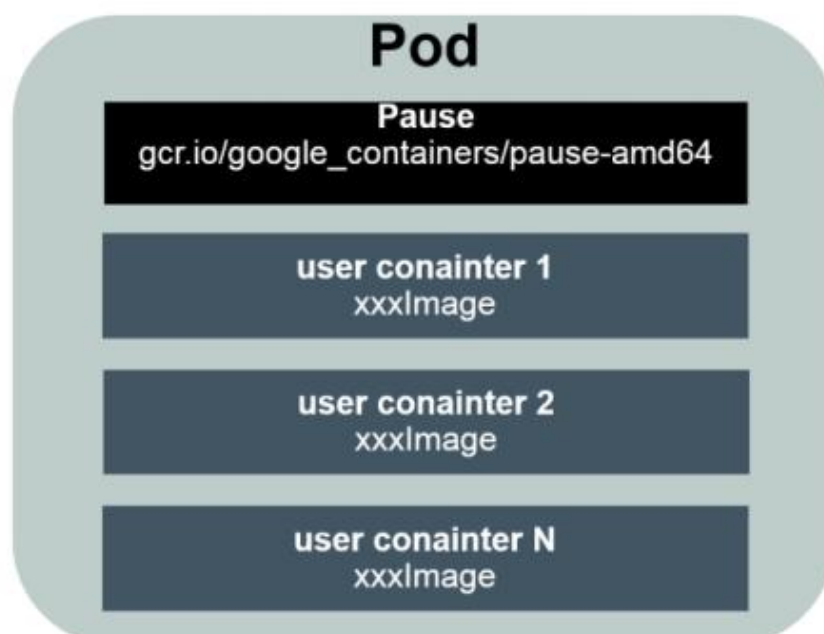 Pod
Pause
gcr.io/google_containers/pause-amd64
user conainter 1
xxxImage
user conainter 2
xxxImage
user conainter N
xxxImage